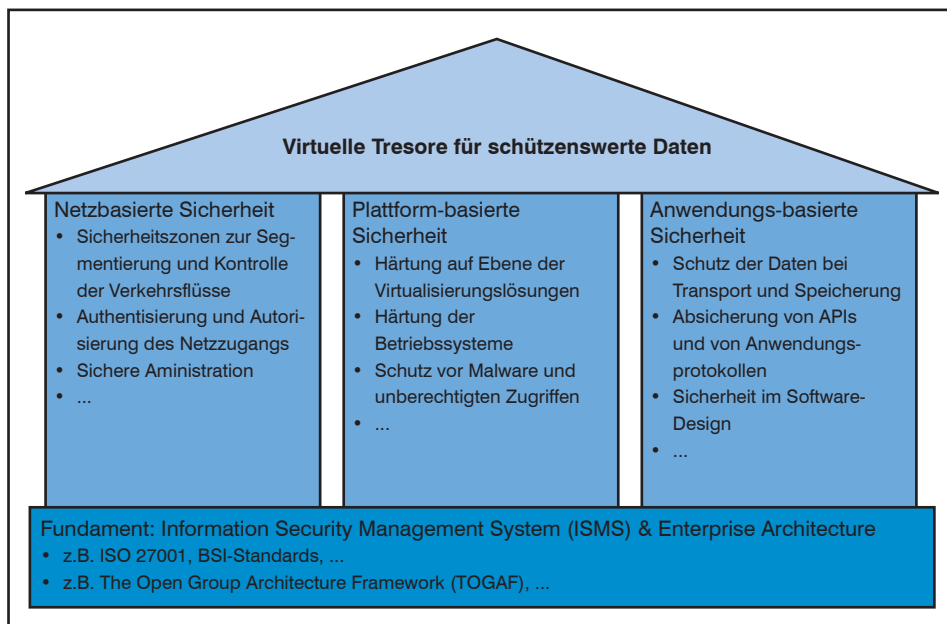 Virtuelle Tresore für schützenswerte Daten
Netzbasierte Sicherheit
• Sicherheitszonen zur Seg-
mentierung und Kontrolle
der Verkehrsflüsse
• Authentisierung und Autori-
sierung des Netzzugangs
• Sichere Aministration
• ...
Plattform-basierte
Sicherheit
• Härtung auf Ebene der
Virtualisierungslösungen
• Härtung der
Betriebssysteme
• Schutz vor Malware und
unberechtigten Zugriffen
• ...
Anwendungs-basierte
Sicherheit
• Schutz der Daten bei
Transport und Speicherung
• Absicherung von APIs
und von Anwendungs-
protokollen
• Sicherheit im Software-
Design
• ...
Fundament: Information Security Management System (ISMS) & Enterprise Architecture
• z.B. ISO 27001, BSI-Standards, ...
• z.B. The Open Group Architecture Framework (TOGAF), ...